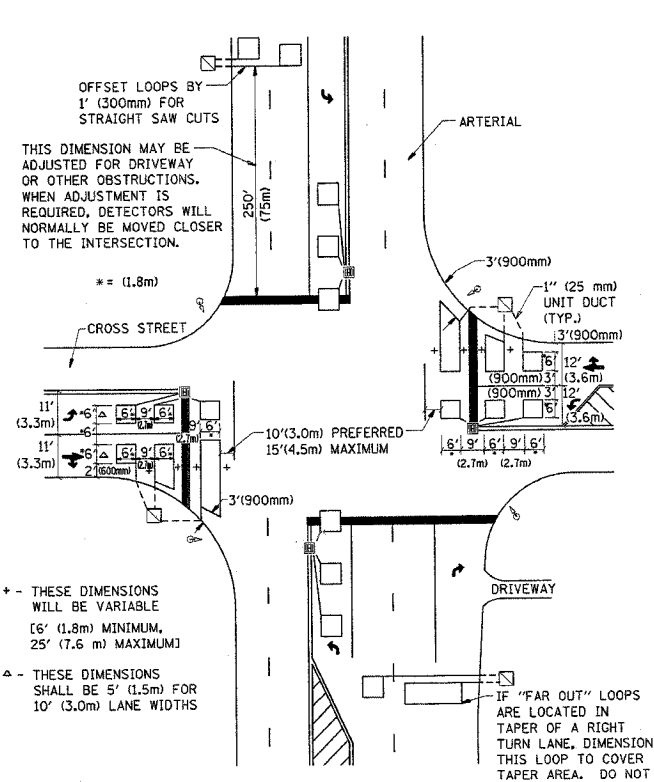 OFFSET LOOPS BY
1' (300mm) FOR
STRAIGHT SAW CUTS
ARTERIAL
THIS DIMENSION MAY BE
ADJUSTED FOR DRIVEWAY
OR OTHER OBSTRUCTIONS.
WHEN ADJUSTMENT IS
REQUIRED, DETECTORS WILL
NORMALLY BE MOVED CLOSER
TO THE INTERSECTION.
250'
(75m)
* = (1.8m)
3'(900mm)
1" (25 mm)
UNIT DUCT
(TYP.)
CROSS STREET
3'(900mm)
+
+
+
6'
12'
(900mm) 3'
(3.6m)
(900mm) 3'
12'
6'
(3.6m)
11'
(3.3m)
*6'
△
6'
9'
6'
(2.7m)
9'
6'
(2.7m)
*
10'(3.0m) PREFERRED
15'(4.5m) MAXIMUM
6'
9'
6'
9'
6'
*
*
*
(2.7m)
(2.7m)
11'
(3.3m)
*6'
△
6'
9'
6'
(2.7m)
+
+
2'
(600mm)
3'(900mm)
+ - THESE DIMENSIONS
WILL BE VARIABLE
[6' (1.8m) MINIMUM,
25' (7.6 m) MAXIMUM]
DRIVEWAY
△ - THESE DIMENSIONS
SHALL BE 5' (1.5m) FOR
10' (3.0m) LANE WIDTHS
IF "FAR OUT" LOOPS
ARE LOCATED IN
TAPER OF A RIGHT
TURN LANE, DIMENSION
THIS LOOP TO COVER
TAPER AREA. DO NOT